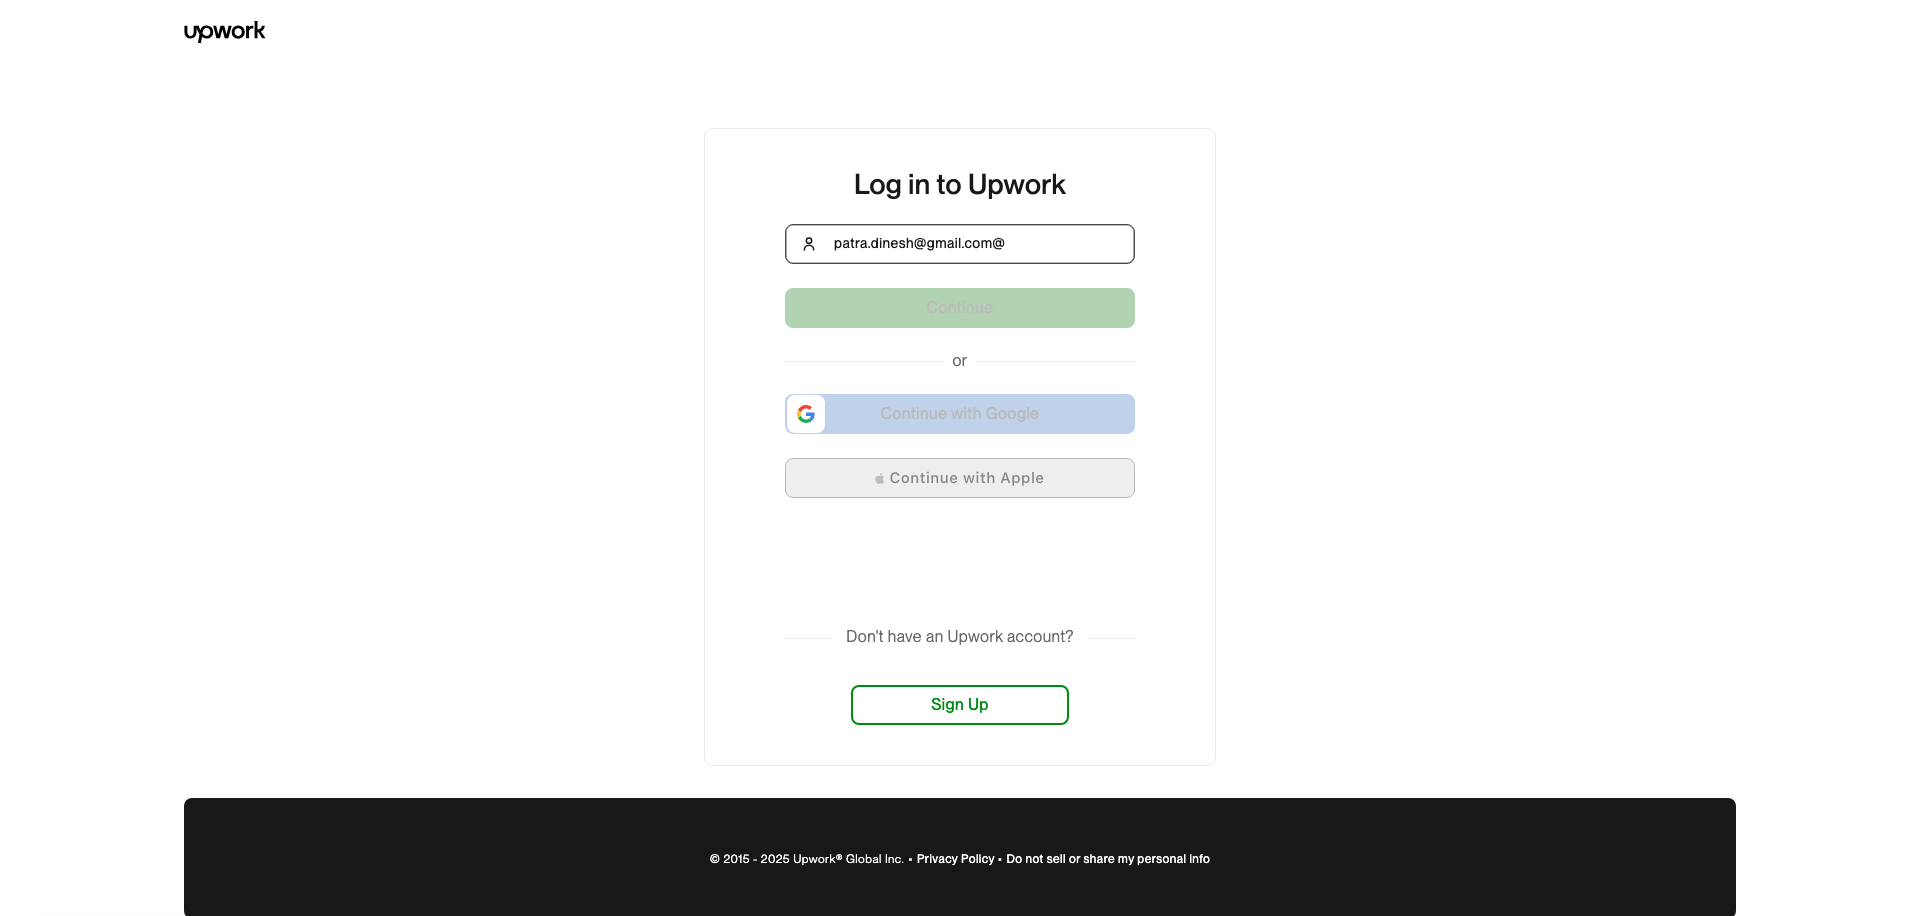 upwork
Log in to Upwork
patra.dinesh@gmail.com@
Continue
or
Continue with Google
Continue with Apple
Don't have an Upwork account?
Sign Up
© 2015 - 2025 Upwork® Global Inc. • Privacy Policy • Do not sell or share my personal info